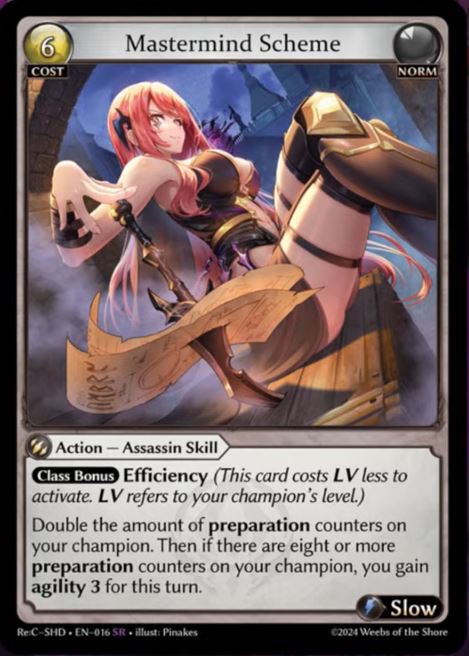 6
Mastermind Scheme
COST
NORM
Action — Assassin Skill
Class Bonus Efficiency (This card costs LV less to
activate. LV refers to your champion's level.)
Double the amount of preparation counters on
your champion. Then if there are eight or more
preparation counters on your champion, you gain
agility 3 for this turn.
Slow
Re:C–SHD • EN–016 SR • illust: Pinakes
©2024 Weebs of the Shore